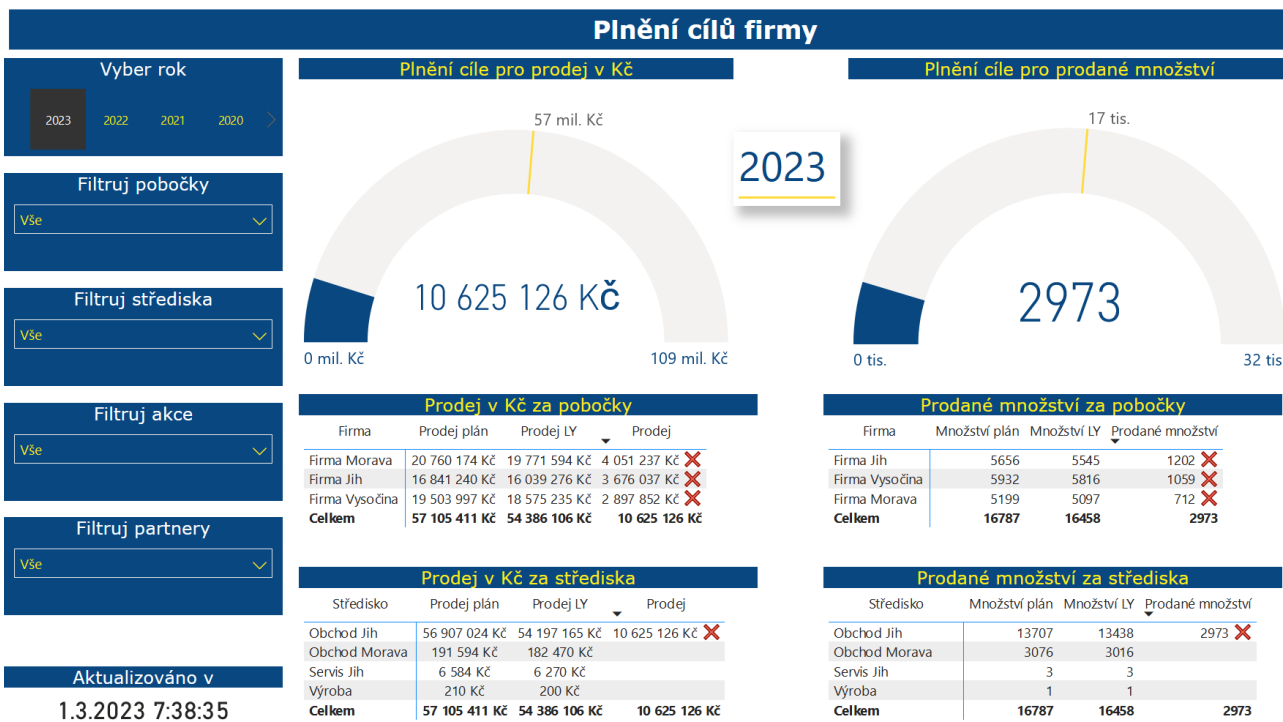 Plnění cílů firmy
Vyber rok
2023 2022 2021 2020
Filtruj pobočky
Vše
Filtruj střediska
Vše
Filtruj akce
Vše
Filtruj partnery
Vše
Aktualizováno v
1.3.2023 7:38:35
Plnění cíle pro prodej v Kč
57 mil. Kč
10 625 126 Kč
0 mil. Kč 109 mil. Kč
2023
Plnění cíle pro prodané množství
17 tis.
2973
0 tis. 32 tis
Prodej v Kč za pobočky
Firma Prodej plán Prodej LY Prodej
Firma Morava 20 760 174 Kč 19 771 594 Kč 4 051 237 Kč
Firma Jih 16 841 240 Kč 16 039 276 Kč 3 676 037 Kč
Firma Vysočina 19 503 997 Kč 18 575 235 Kč 2 897 852 Kč
Celkem 57 105 411 Kč 54 386 106 Kč 10 625 126 Kč
Prodané množství za pobočky
Firma Množství plán Množství LY Prodané množství
Firma Jih 5656 5545 1202
Firma Vysočina 5932 5816 1059
Firma Morava 5199 5097 712
Celkem 16787 16458 2973
Prodej v Kč za střediska
Středisko Prodej plán Prodej LY Prodej
Obchod Jih 56 907 024 Kč 54 197 165 Kč 10 625 126 Kč
Obchod Morava 191 594 Kč 182 470 Kč
Servis Jih 6 584 Kč 6 270 Kč
Výroba 210 Kč 200 Kč
Celkem 57 105 411 Kč 54 386 106 Kč 10 625 126 Kč
Prodané množství za střediska
Středisko Množství plán Množství LY Prodané množství
Obchod Jih 13707 13438 2973
Obchod Morava 3076 3016
Servis Jih 3 3
Výroba 1 1
Celkem 16787 16458 2973